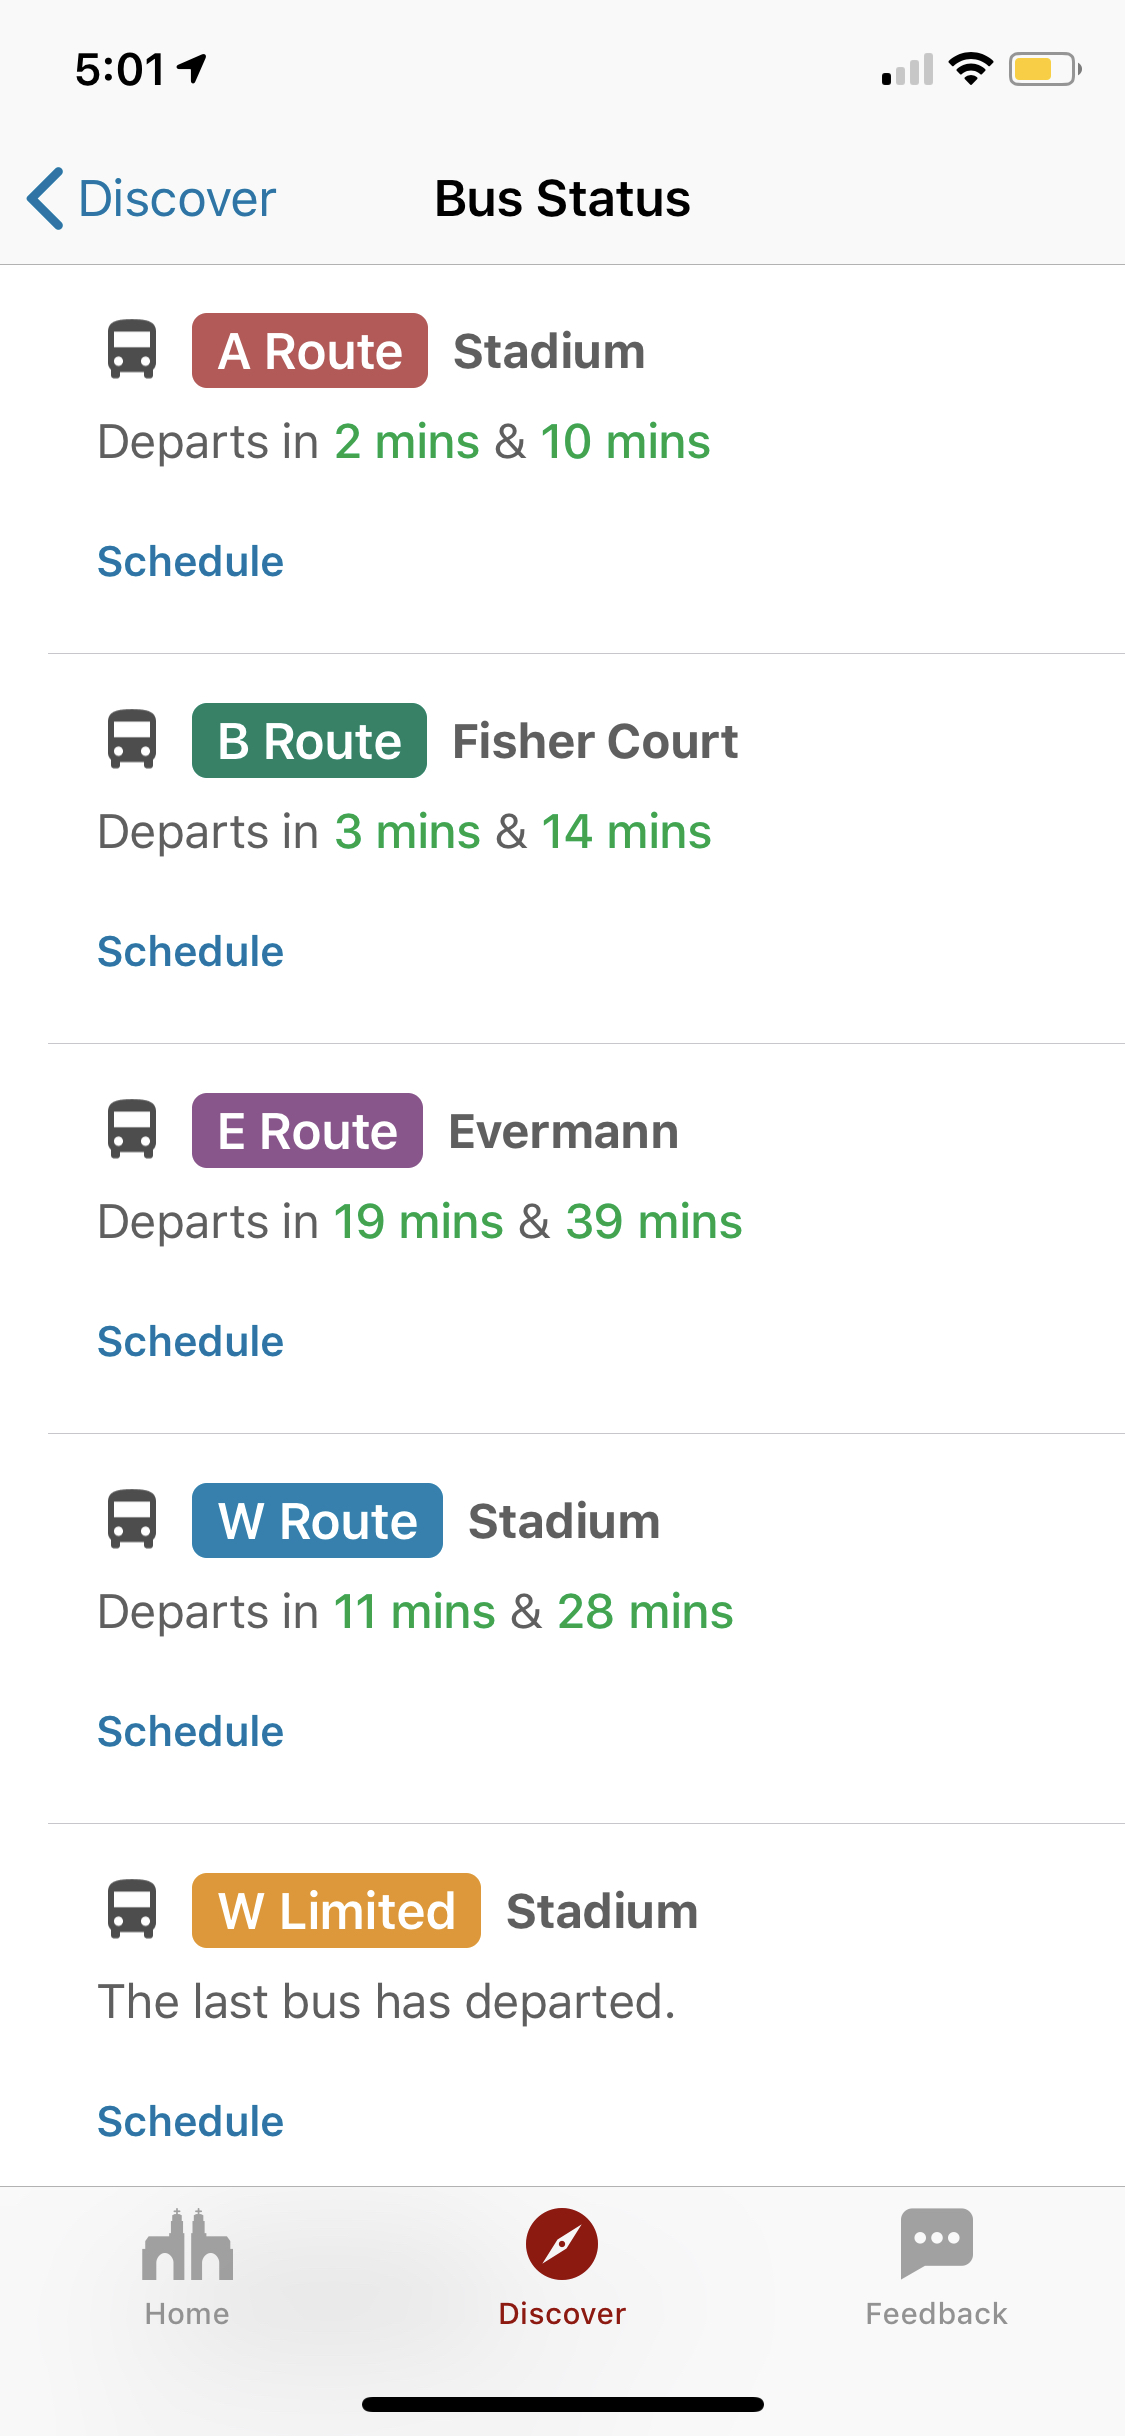 5:01
Discover Bus Status
A Route Stadium
Departs in 2 mins & 10 mins
Schedule
B Route Fisher Court
Departs in 3 mins & 14 mins
Schedule
E Route Evermann
Departs in 19 mins & 39 mins
Schedule
W Route Stadium
Departs in 11 mins & 28 mins
Schedule
W Limited Stadium
The last bus has departed.
Schedule
Home Discover Feedback